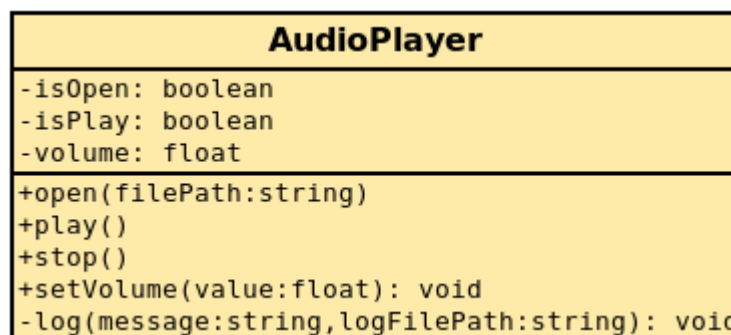 AudioPlayer
-isOpen: boolean
-isPlay: boolean
-volume: float
+open(filePath:string)
+play()
+stop()
+setVolume(value:float): void
-log(message:string,logFilePath:string): void